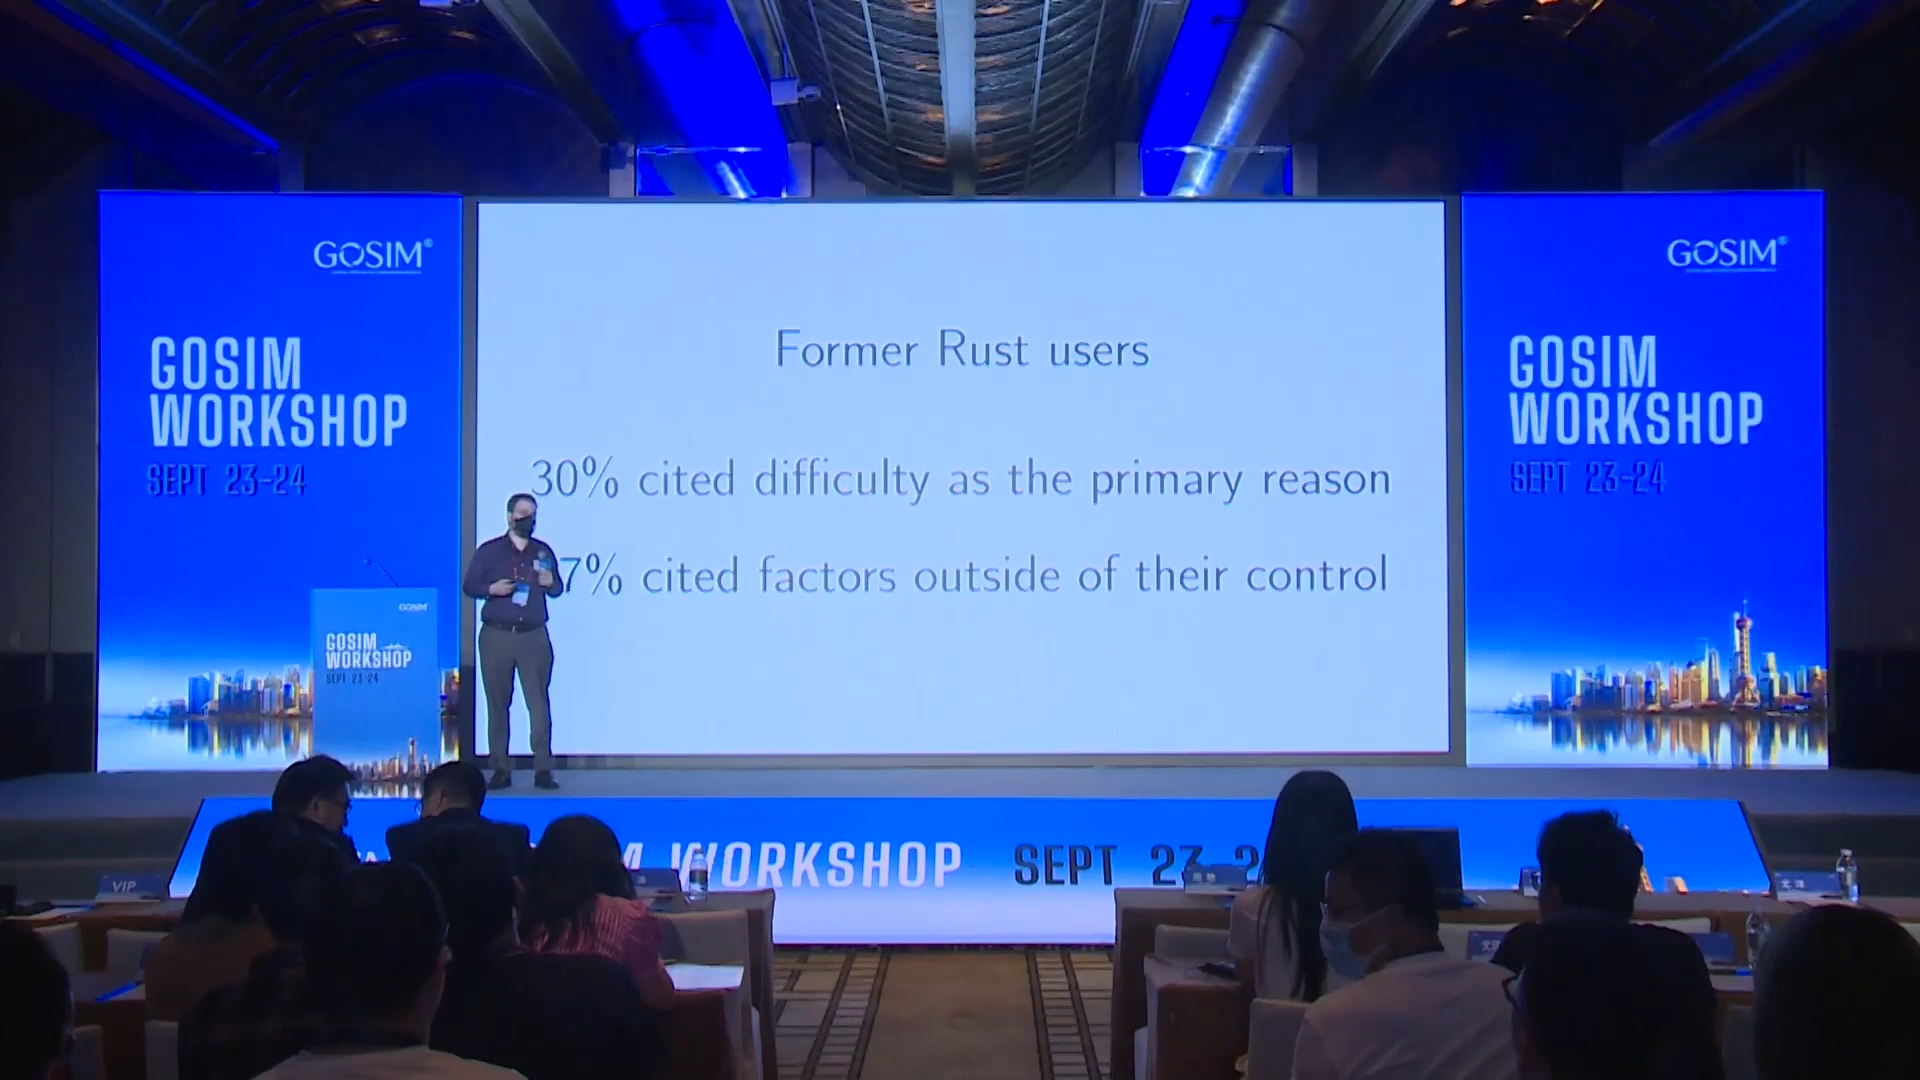 GOSIM®
GOSIM
WORKSHOP
SEPT 23-24
GOSIM
GOSIM
WORKSHOP
SEPT 23-24
Former Rust users
30% cited difficulty as the primary reason
7% cited factors outside of their control
GOSIM®
GOSIM
WORKSHOP
SEPT 23-24
WORKSHOP SEPT 23-2
VIP